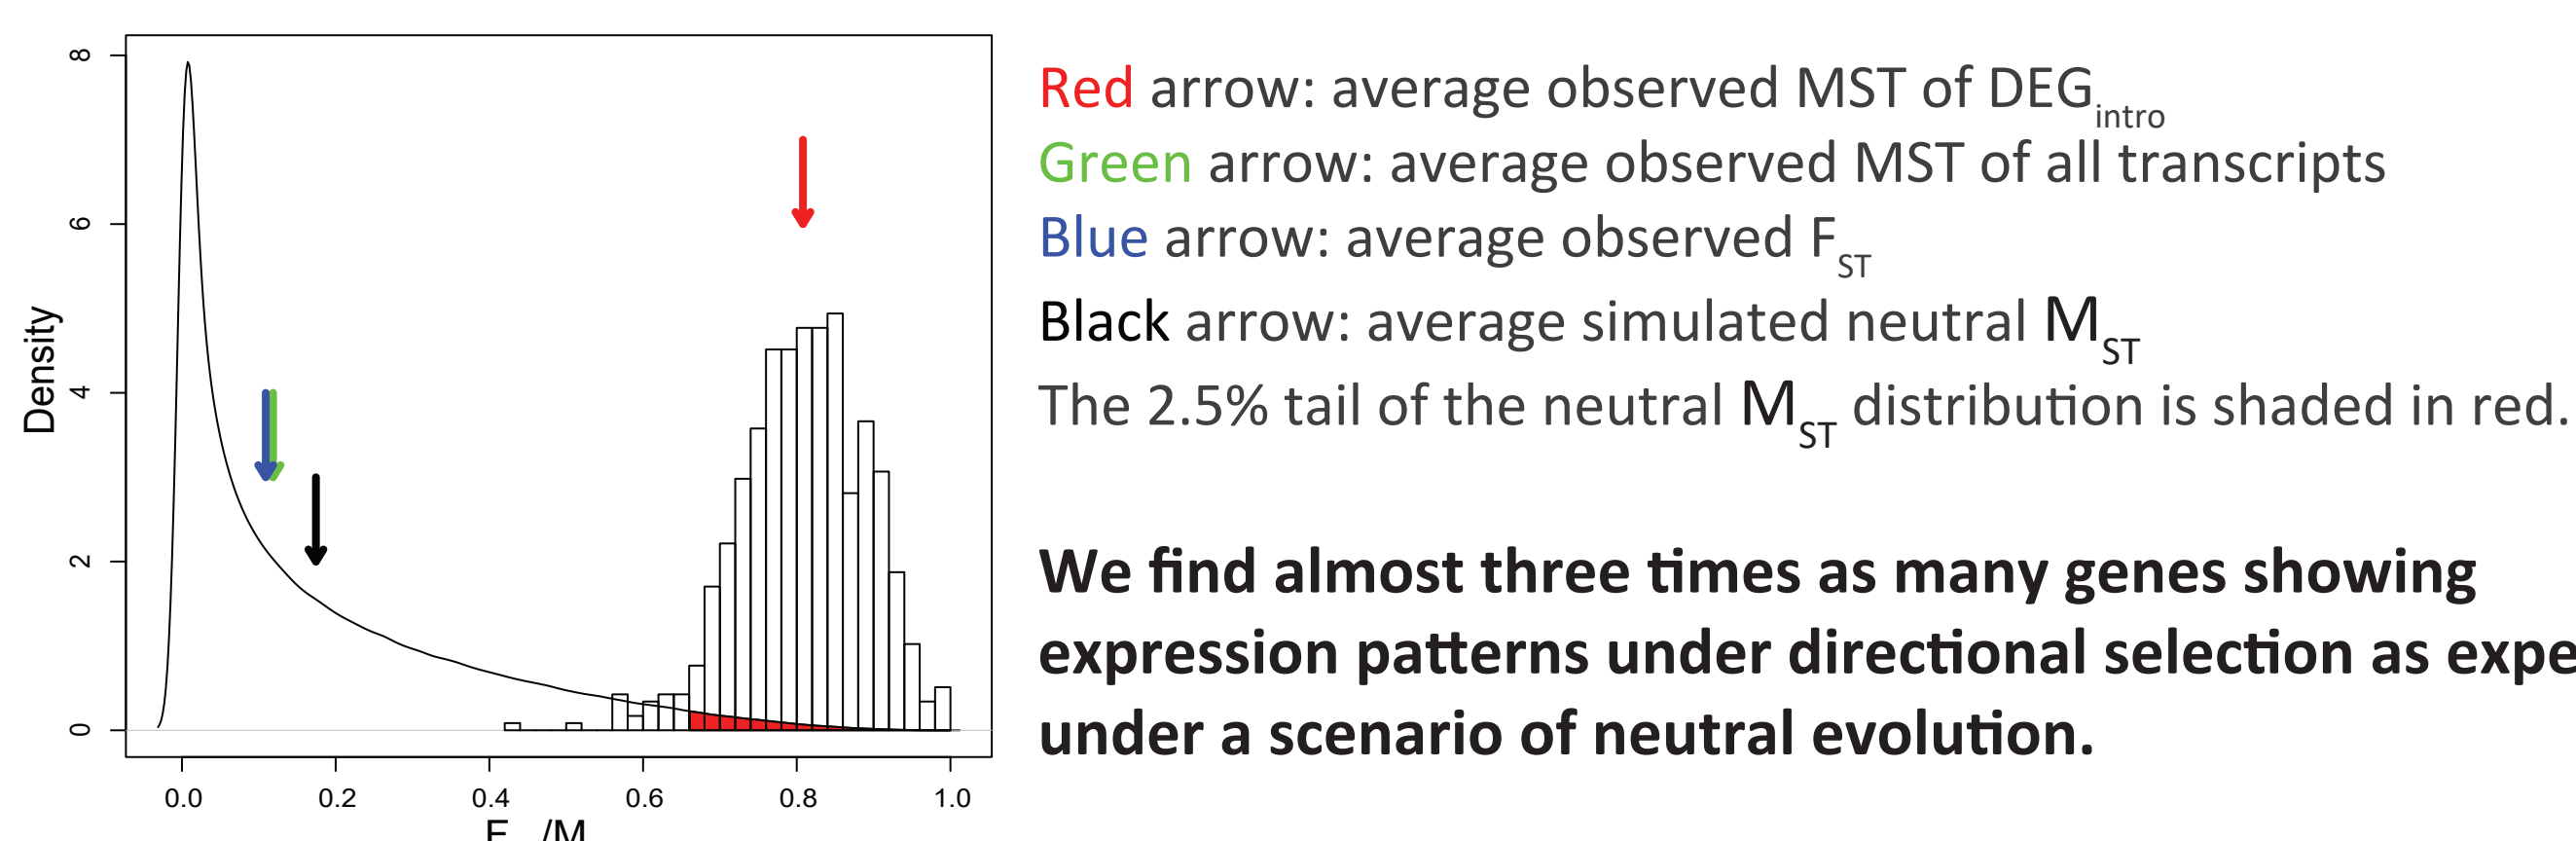 8
6
4
2
0
Density
0.0 0.2 0.4 0.6 0.8 1.0
Red arrow: average observed MST of DEGintro
Green arrow: average observed MST of all transcripts
Blue arrow: average observed FST
Black arrow: average simulated neutral MST
The 2.5% tail of the neutral MST distribution is shaded in red.
We find almost three times as many genes showing
expression patterns under directional selection as expe
under a scenario of neutral evolution.